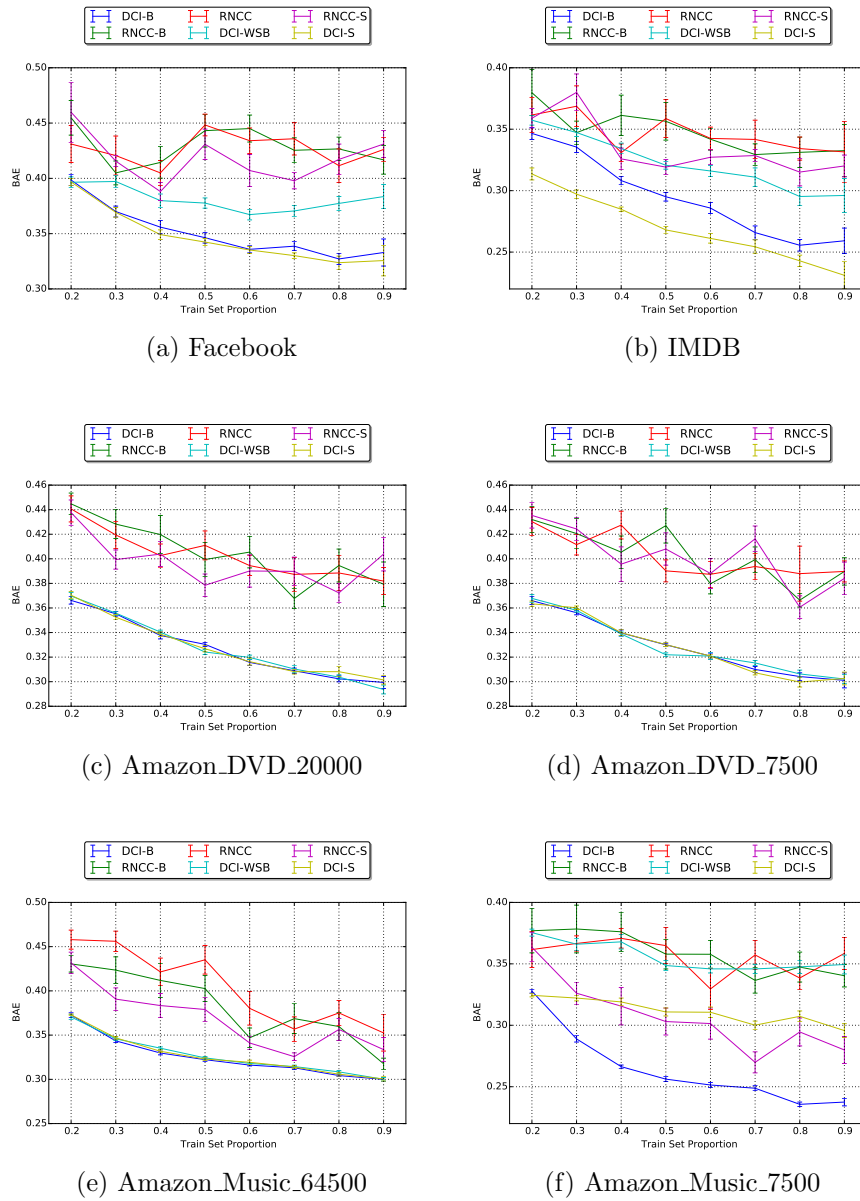 DCI-B RNCC RNCC-S
RNCC-B DCI-WSB DCI-S
0.50
0.45
0.40
0.35
0.30
BAE
0.2 0.3 0.4 0.5 0.6 0.7 0.8 0.9
Train Set Proportion
(a) Facebook
DCI-B RNCC RNCC-S
RNCC-B DCI-WSB DCI-S
0.40
0.35
0.30
0.25
BAE
0.2 0.3 0.4 0.5 0.6 0.7 0.8 0.9
Train Set Proportion
(b) IMDB
DCI-B RNCC RNCC-S
RNCC-B DCI-WSB DCI-S
0.46
0.44
0.42
0.40
0.38
0.36
0.34
0.32
0.30
0.28
BAE
0.2 0.3 0.4 0.5 0.6 0.7 0.8 0.9
Train Set Proportion
(c) Amazon_DVD_20000
DCI-B RNCC RNCC-S
RNCC-B DCI-WSB DCI-S
0.46
0.44
0.42
0.40
0.38
0.36
0.34
0.32
0.30
0.28
BAE
0.2 0.3 0.4 0.5 0.6 0.7 0.8 0.9
Train Set Proportion
(d) Amazon_DVD_7500
DCI-B RNCC RNCC-S
RNCC-B DCI-WSB DCI-S
0.50
0.45
0.40
0.35
0.30
0.25
BAE
0.2 0.3 0.4 0.5 0.6 0.7 0.8 0.9
Train Set Proportion
(e) Amazon_Music_64500
DCI-B RNCC RNCC-S
RNCC-B DCI-WSB DCI-S
0.40
0.35
0.30
0.25
BAE
0.2 0.3 0.4 0.5 0.6 0.7 0.8 0.9
Train Set Proportion
(f) Amazon_Music_7500